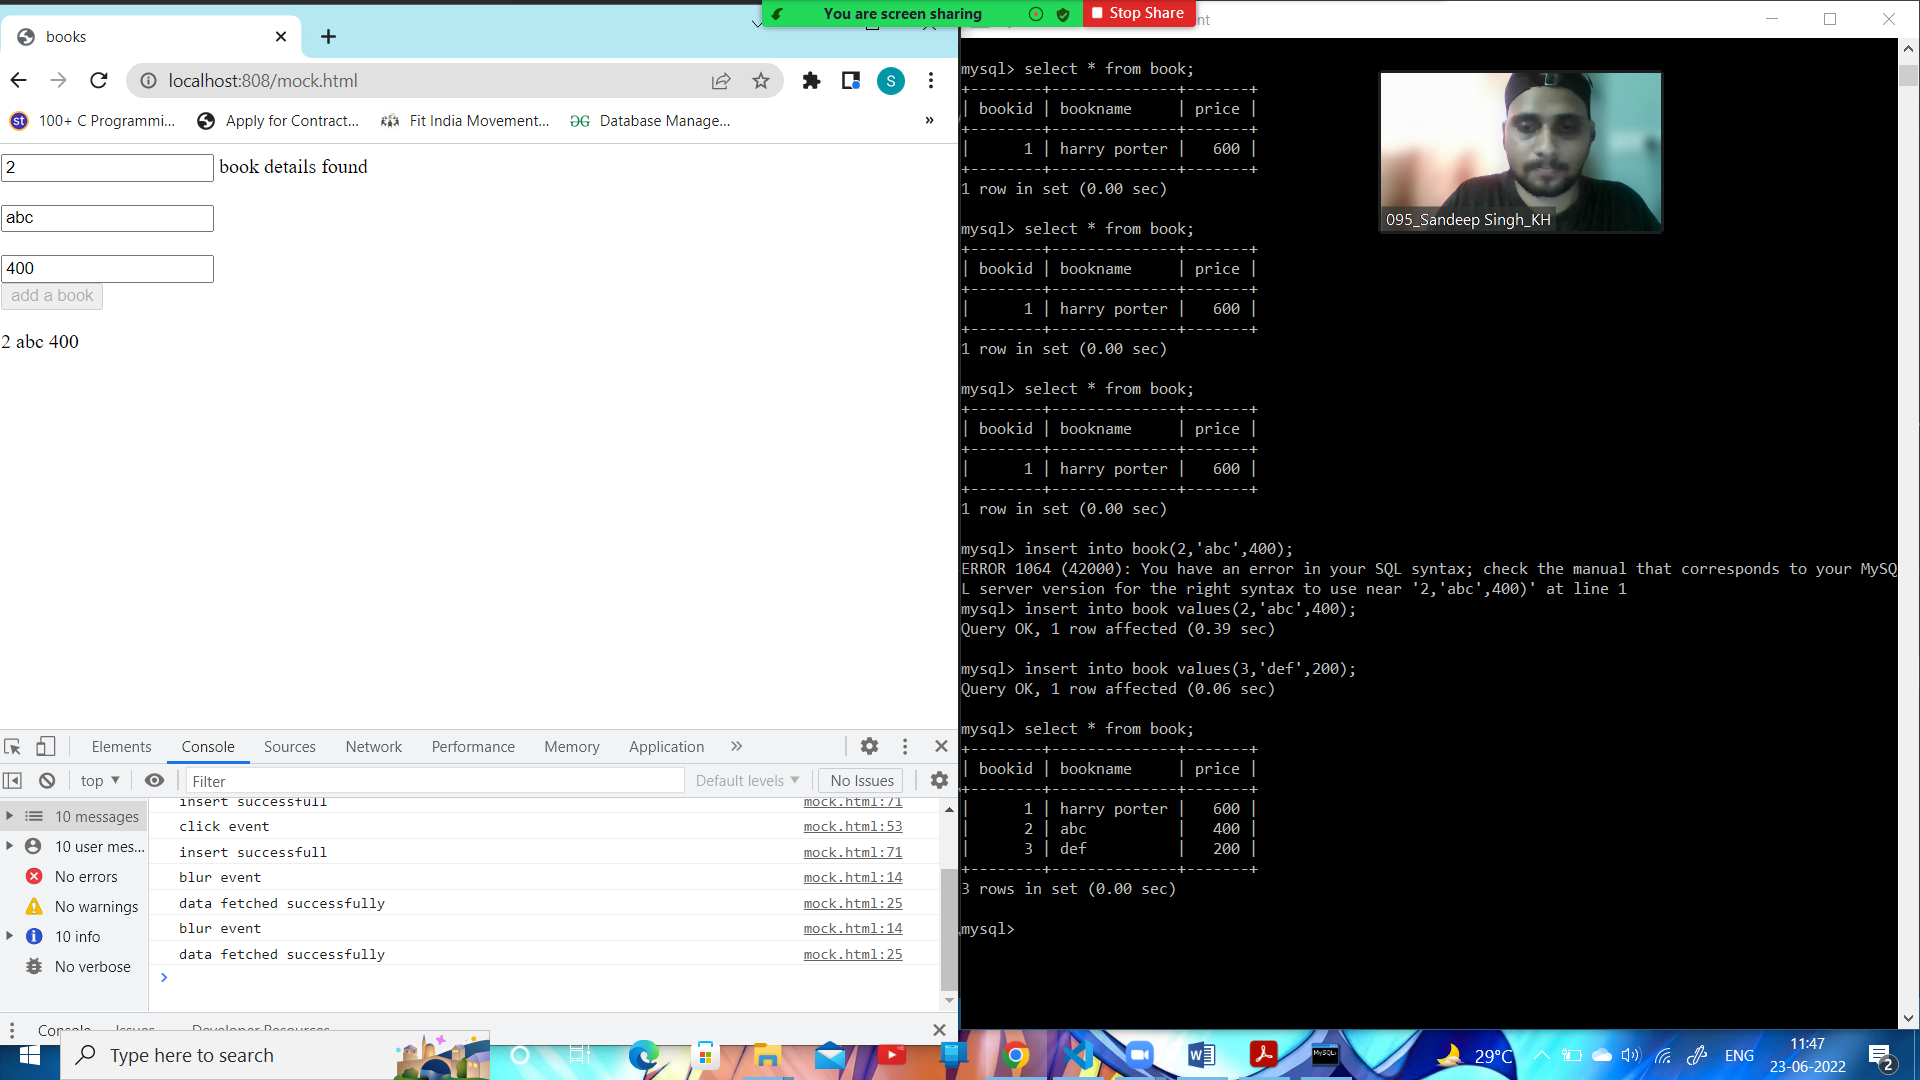 You are screen sharing
Stop Share
books
localhost:808/mock.html
S
st 100+ C Programmi...
Apply for Contract...
Fit India Movement...
Database Manage...
»
2 book details found
abc
400
add a book
2 abc 400
Elements Console Sources Network Performance Memory Application »
top
Filter
Default levels
No Issues
10 messages
10 user mes...
No errors
No warnings
10 info
No verbose
insert successfull mock.html:71
click event mock.html:53
insert successfull mock.html:71
blur event mock.html:14
data fetched successfully mock.html:25
blur event mock.html:14
data fetched successfully mock.html:25
>
Console Issues Developer Resources
mysql> select * from book;
+--------+--------------+-------+
| bookid | bookname     | price |
+--------+--------------+-------+
|      1 | harry porter |   600 |
+--------+--------------+-------+
1 row in set (0.00 sec)
mysql> select * from book;
+--------+--------------+-------+
| bookid | bookname     | price |
+--------+--------------+-------+
|      1 | harry porter |   600 |
+--------+--------------+-------+
1 row in set (0.00 sec)
mysql> select * from book;
+--------+--------------+-------+
| bookid | bookname     | price |
+--------+--------------+-------+
|      1 | harry porter |   600 |
+--------+--------------+-------+
1 row in set (0.00 sec)
mysql> insert into book(2,'abc',400);
ERROR 1064 (42000): You have an error in your SQL syntax; check the manual that corresponds to your MySQ
L server version for the right syntax to use near '2,'abc',400)' at line 1
mysql> insert into book values(2,'abc',400);
Query OK, 1 row affected (0.39 sec)
mysql> insert into book values(3,'def',200);
Query OK, 1 row affected (0.06 sec)
mysql> select * from book;
+--------+--------------+-------+
| bookid | bookname     | price |
+--------+--------------+-------+
|      1 | harry porter |   600 |
|      2 | abc          |   400 |
|      3 | def          |   200 |
+--------+--------------+-------+
3 rows in set (0.00 sec)
mysql>
095_Sandeep Singh_KH
Type here to search
29°C
ENG
11:47
23-06-2022
2